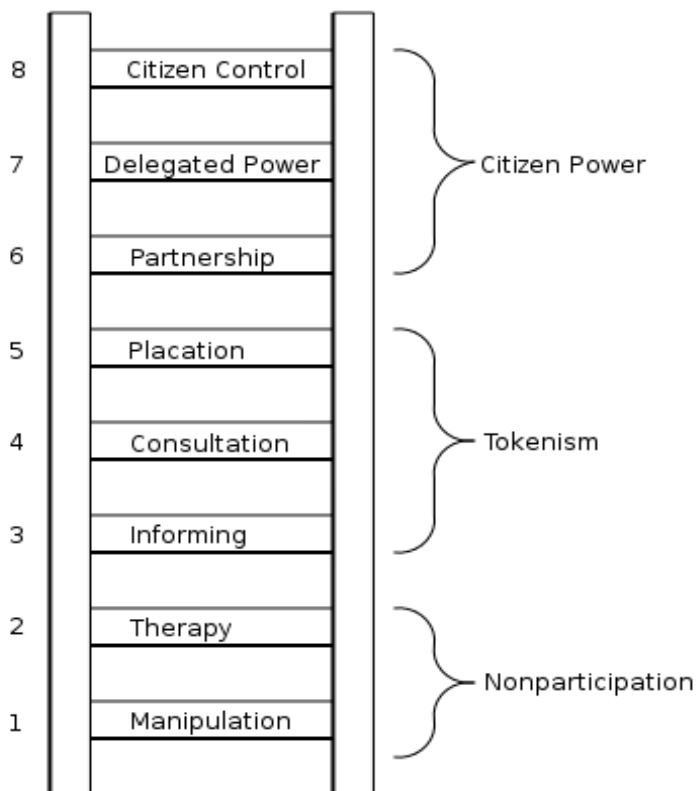 8 Citizen Control
7 Delegated Power Citizen Power
6 Partnership
5 Placation
4 Consultation Tokenism
3 Informing
2 Therapy
Nonparticipation
1 Manipulation